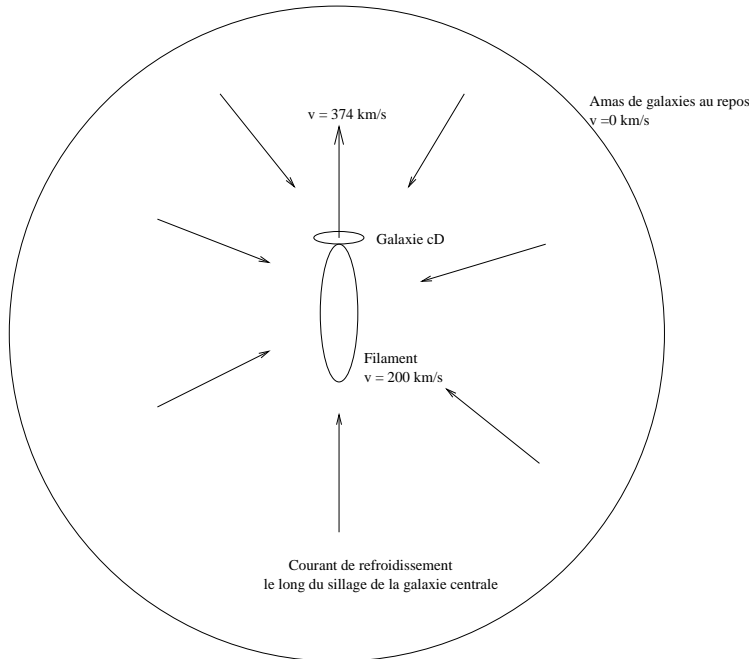 Amas de galaxies au repos
v =0 km/s
v = 374 km/s
Galaxie cD
Filament
v = 200 km/s
Courant de refroidissement
le long du sillage de la galaxie centrale